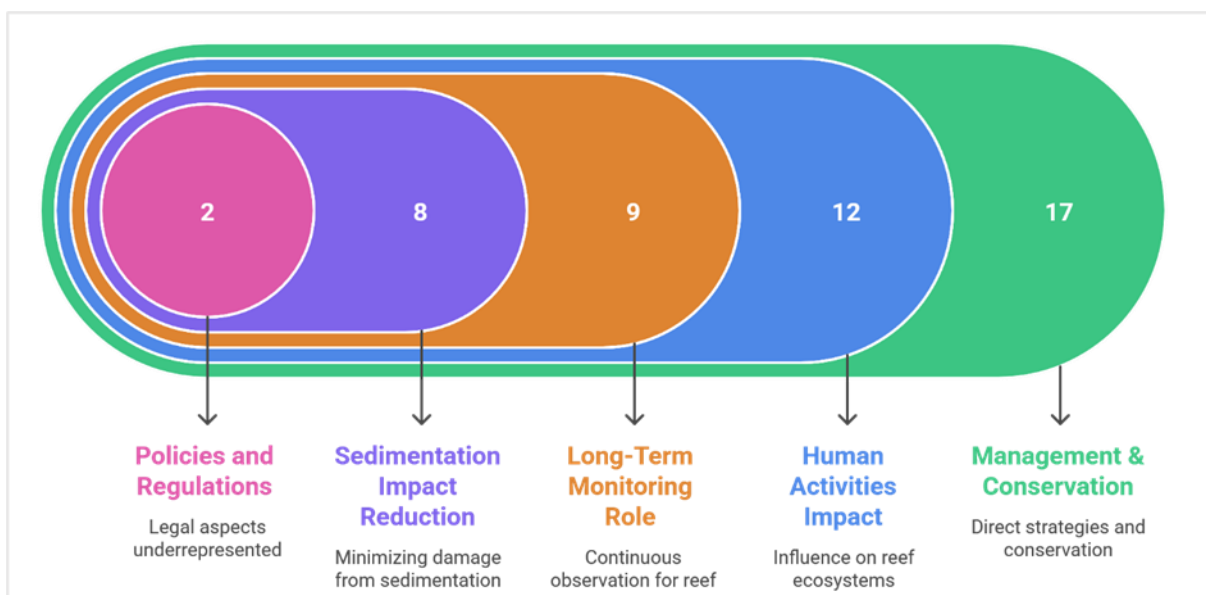 2
8
9
12
17
Policies and
Regulations
Legal aspects
underrepresented
Sedimentation
Impact
Reduction
Minimizing damage
from sedimentation
Long-Term
Monitoring
Role
Continuous
observation for reef
Human
Activities
Impact
Influence on reef
ecosystems
Management &
Conservation
Direct strategies and
conservation